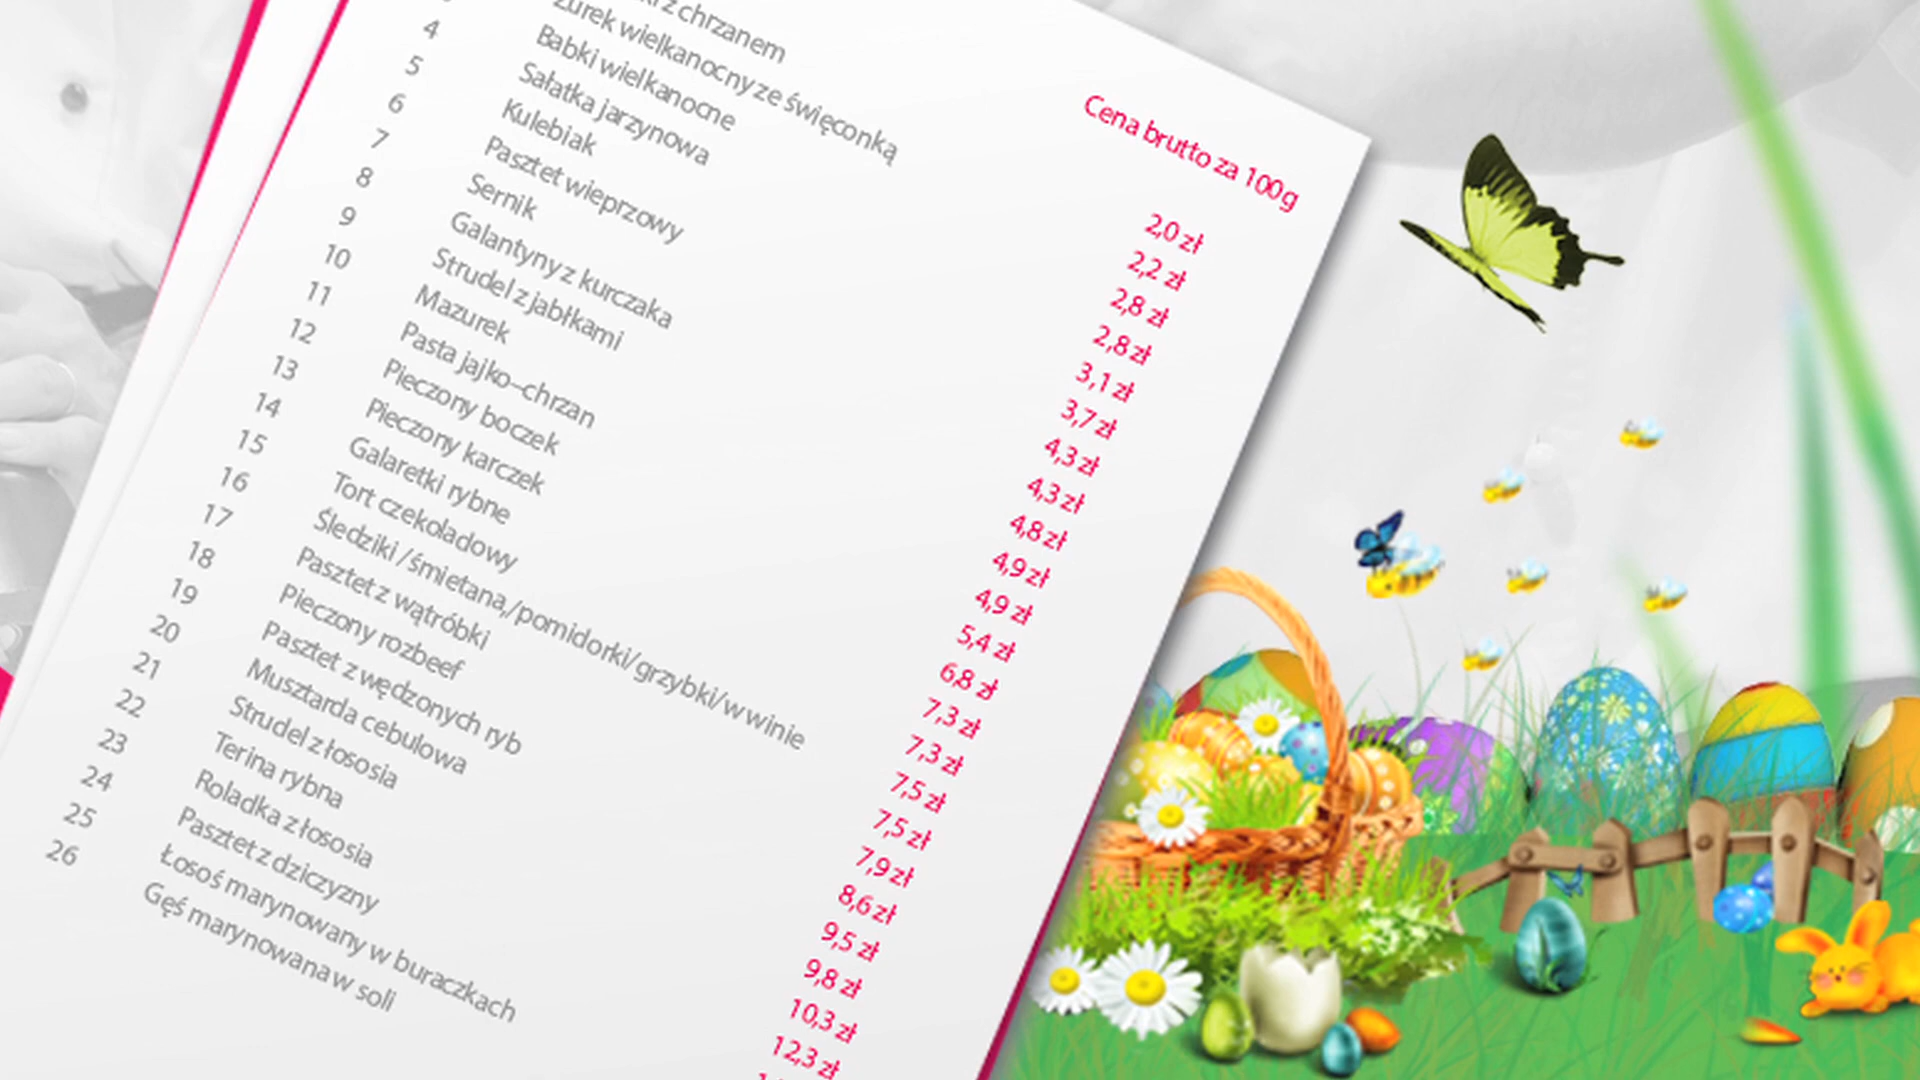 Cena brutto za 100g
z chrzanem 2,0 zł
Żurek wielkanocny ze święconką 2,2 zł
Babki wielkanocne 2,8 zł
4 Sałatka jarzynowa 2,8 zł
5 Kulebiak 3,1 zł
6 Pasztet wieprzowy 3,7 zł
7 Sernik 4,3 zł
8 Galantyny z kurczaka 4,3 zł
9 Strudel z jabłkami 4,8 zł
10 Mazurek 4,9 zł
11 Pasta jajko–chrzan 4,9 zł
12 Pieczony boczek 5,4 zł
13 Pieczony karczek 6,8 zł
14 Galaretki rybne 7,3 zł
15 Tort czekoladowy 7,3 zł
16 Śledziki /śmietana,/pomidorki/grzybki/w winie 7,5 zł
17 Pasztet z wątróbki 7,5 zł
18 Pieczony rozbeef 7,9 zł
19 Pasztet z wędzonych ryb 8,6 zł
20 Musztarda cebulowa 9,5 zł
21 Strudel z łososia 9,8 zł
22 Terina rybna 10,3 zł
23 Roladka z łososia 12,3 zł
24 Pasztet z dziczyzny
25 Łosoś marynowany w buraczkach
26 Gęś marynowana w soli